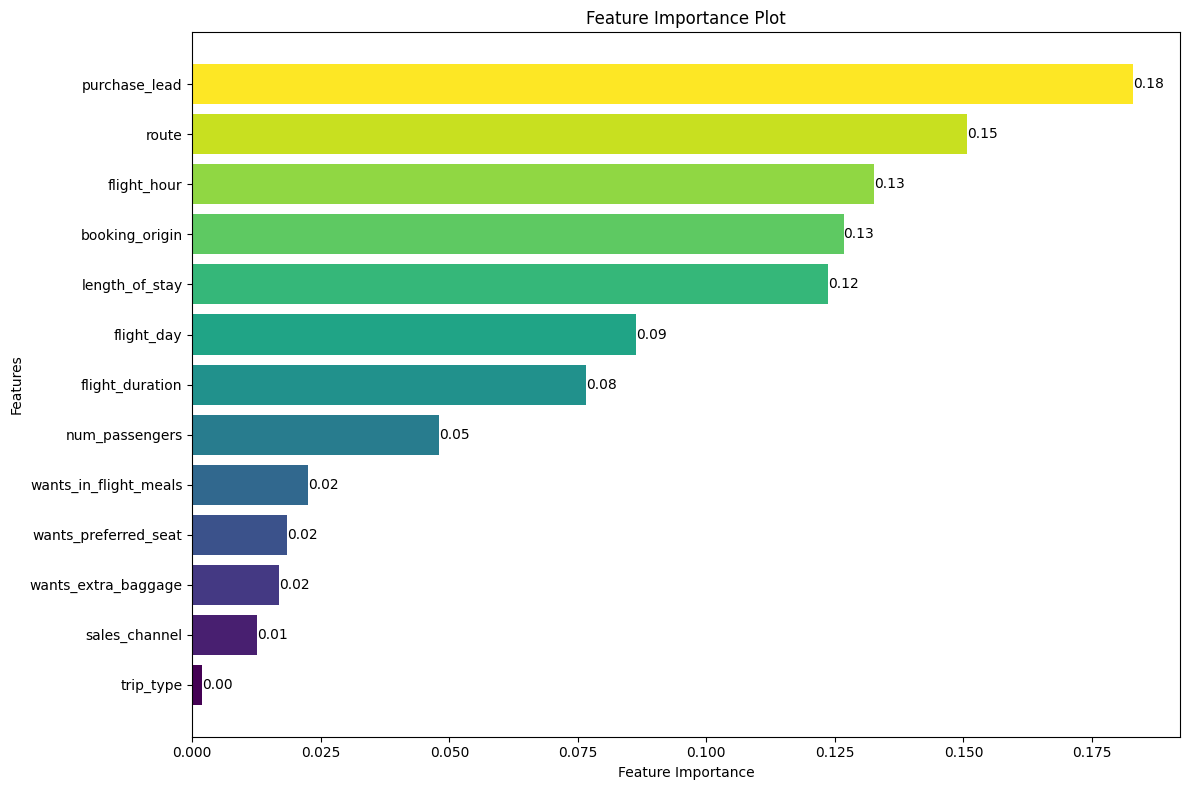 Feature Importance Plot
purchase_lead 0.18
route 0.15
flight_hour 0.13
booking_origin 0.13
length_of_stay 0.12
flight_day 0.09
flight_duration 0.08
num_passengers 0.05
wants_in_flight_meals 0.02
wants_preferred_seat 0.02
wants_extra_baggage 0.02
sales_channel 0.01
trip_type 0.00
Features
0.000 0.025 0.050 0.075 0.100 0.125 0.150 0.175
Feature Importance